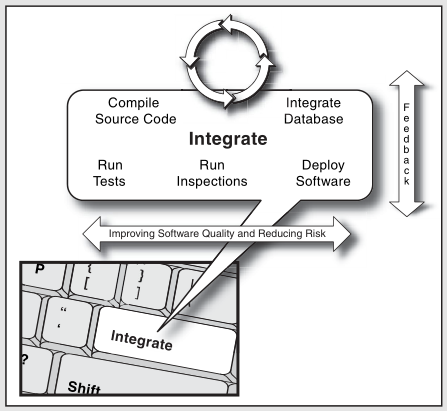 Compile
Source Code
Integrate
Database
Integrate
Run
Tests
Run
Inspections
Deploy
Software
Feedback
Improving Software Quality and Reducing Risk
P
{
[
}
]
|
“
‘
Integrate
?
Shift